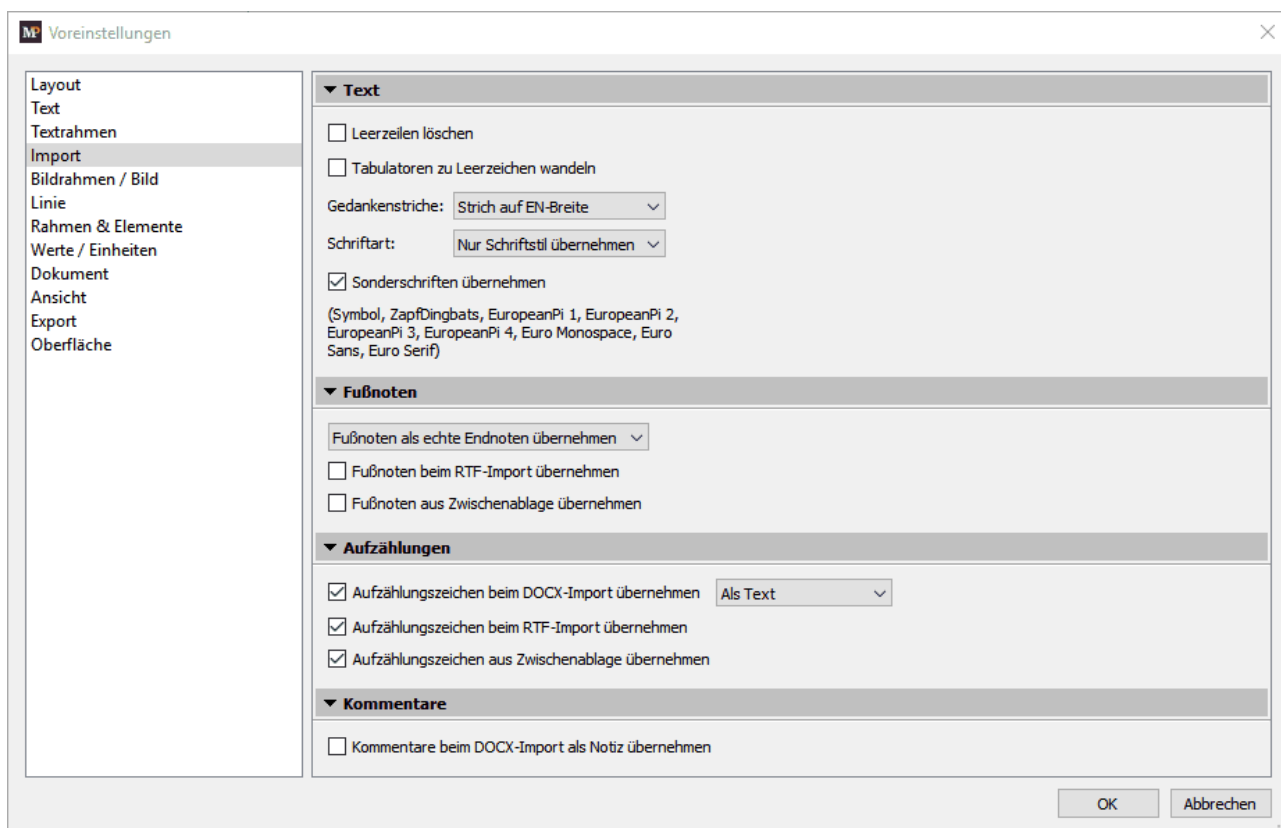 MP Voreinstellungen
Layout
Text
Textrahmen
Import
Bildrahmen / Bild
Linie
Rahmen & Elemente
Werte / Einheiten
Dokument
Ansicht
Export
Oberfläche
Text
Leerzeilen löschen
Tabulatoren zu Leerzeichen wandeln
Gedankenstriche: Strich auf EN-Breite
Schriftart: Nur Schriftstil übernehmen
Sonderschriften übernehmen
(Symbol, ZapfDingbats, EuropeanPi 1, EuropeanPi 2,
EuropeanPi 3, EuropeanPi 4, Euro Monospace, Euro
Sans, Euro Serif)
Fußnoten
Fußnoten als echte Endnoten übernehmen
Fußnoten beim RTF-Import übernehmen
Fußnoten aus Zwischenablage übernehmen
Aufzählungen
Aufzählungszeichen beim DOCX-Import übernehmen Als Text
Aufzählungszeichen beim RTF-Import übernehmen
Aufzählungszeichen aus Zwischenablage übernehmen
Kommentare
Kommentare beim DOCX-Import als Notiz übernehmen
OK Abbrechen